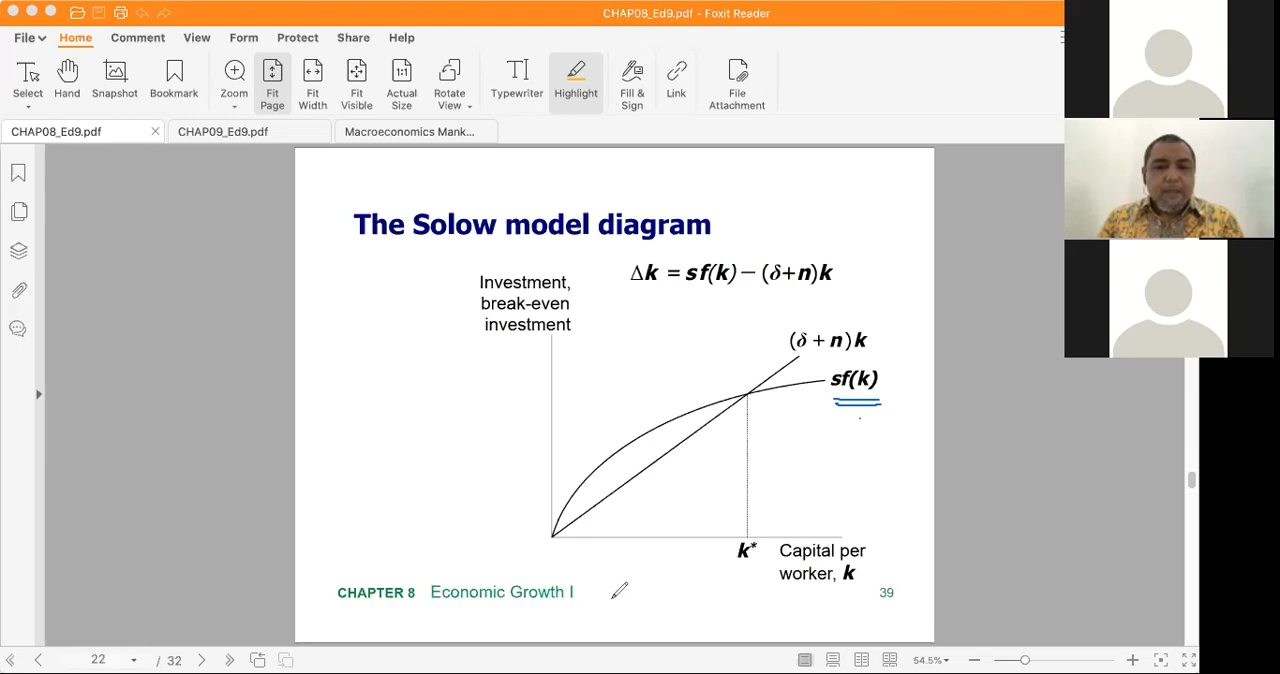 CHAP08_Ed9.pdf - Foxit Reader
File Home Comment View Form Protect Share Help
Select Hand Snapshot Bookmark Zoom Fit Page Fit Width Fit Visible Actual Size Rotate View Typewriter Highlight Fill & Sign Link File Attachment
CHAP08_Ed9.pdf CHAP09_Ed9.pdf Macroeconomics Mank...
The Solow model diagram
Δk = sf(k) − (δ+n)k
Investment,
break-even
investment
(δ + n)k
sf(k)
k* Capital per
worker, k
CHAPTER 8 Economic Growth I 39
22 / 32 54.5%